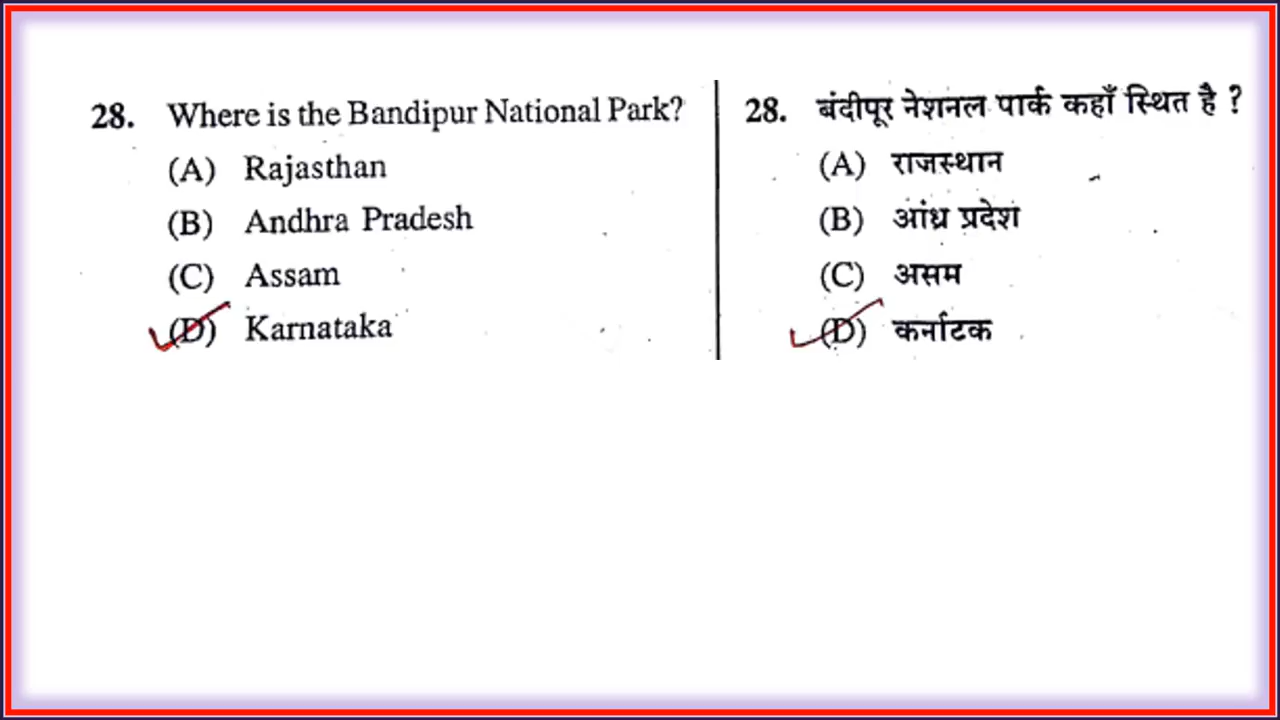 28. Where is the Bandipur National Park?
(A) Rajasthan
(B) Andhra Pradesh
(C) Assam
(D) Karnataka
28. बंदीपूर नेशनल पार्क कहाँ स्थित है ?
(A) राजस्थान
(B) आंध्र प्रदेश
(C) असम
(D) कर्नाटक